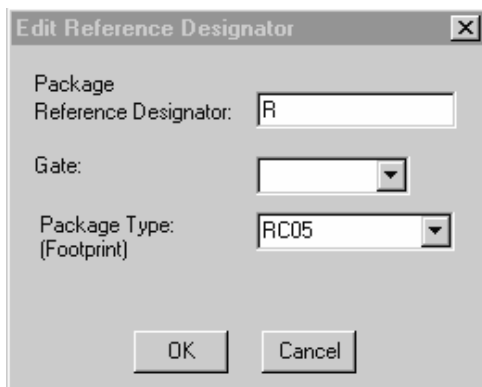 Edit Reference Designator
Package
Reference Designator: R
Gate:
Package Type: RC05
(Footprint)
OK Cancel